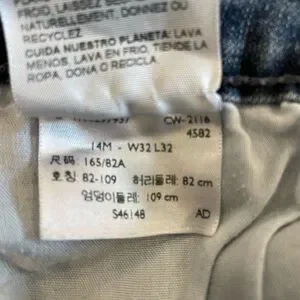 FROID, LAISSEZ SÉCHER
NATURELLEMENT, DONNEZ OU
RECYCLEZ
CUIDA NUESTRO PLANETA: LAVA
MENOS, LAVA EN FRIO, TIENDE LA
ROPA, DONA O RECICLA
CW-2116
4582
14M - W32 L32
尺码 165/82A
호칭 82-109 허리둘레: 82 cm
엉덩이둘레: 109 cm
S46148 AD